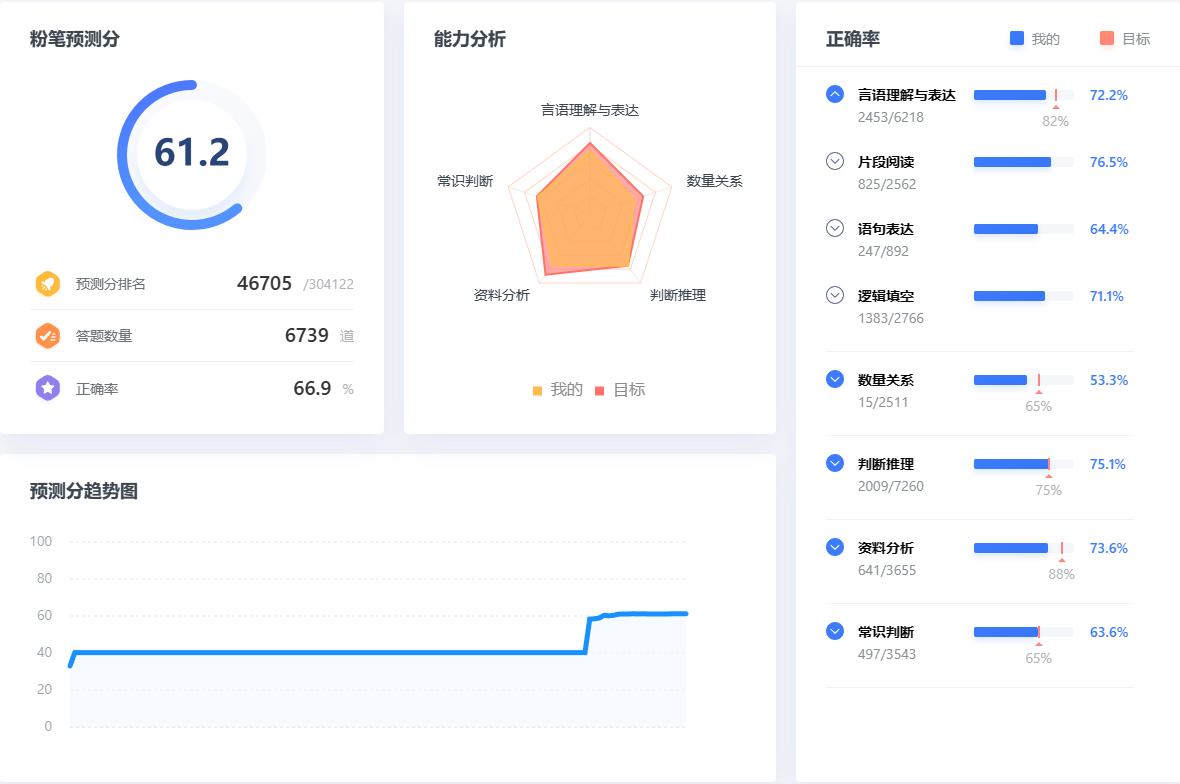 粉笔预测分
61.2
预测分排名 46705 /304122
答题数量 6739 道
正确率 66.9 %
能力分析
言语理解与表达
常识判断 数量关系
资料分析 判断推理
我的 目标
预测分趋势图
100
80
60
40
20
0
正确率 我的 目标
言语理解与表达 72.2%
2453/6218 82%
片段阅读 76.5%
825/2562
语句表达 64.4%
247/892
逻辑填空 71.1%
1383/2766
数量关系 53.3%
15/2511 65%
判断推理 75.1%
2009/7260 75%
资料分析 73.6%
641/3655 88%
常识判断 63.6%
497/3543 65%